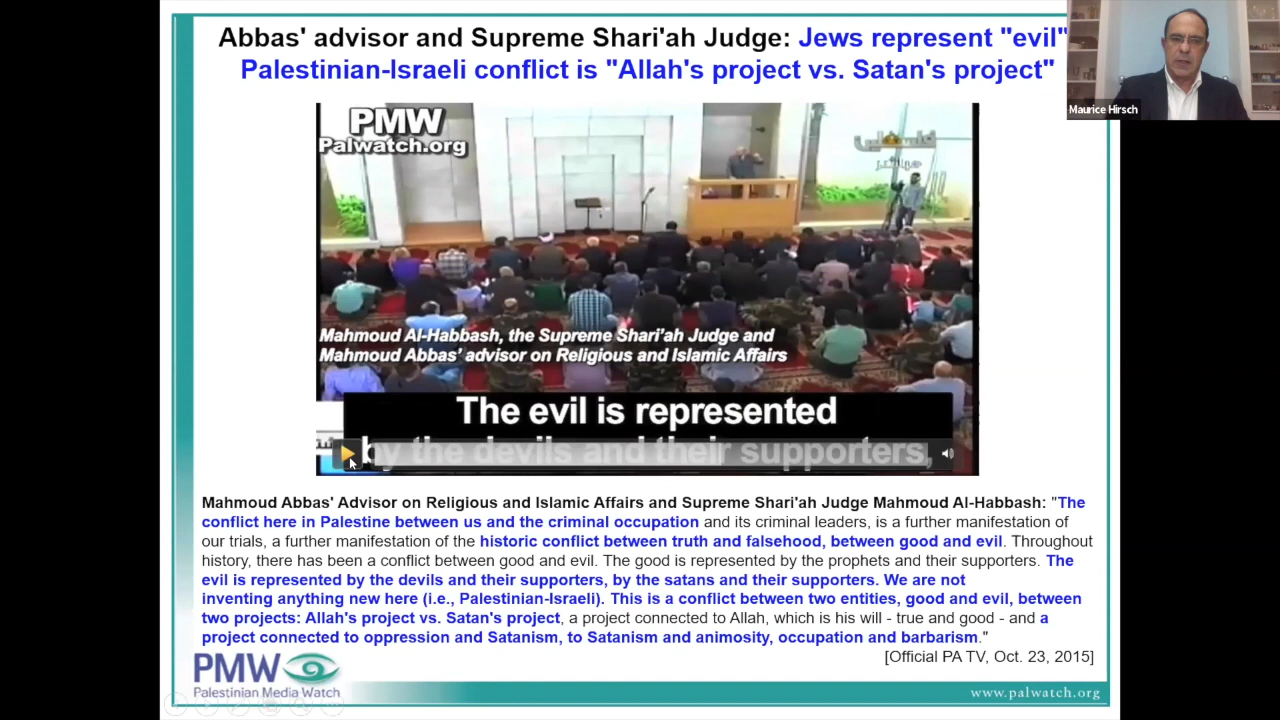 Abbas' advisor and Supreme Shari'ah Judge: Jews represent "evil"
Palestinian-Israeli conflict is "Allah's project vs. Satan's project"
Maurice Hirsch
PMW
Palwatch.org
فلسطين
مباشر
Mahmoud Al-Habbash, the Supreme Shari'ah Judge and
Mahmoud Abbas' advisor on Religious and Islamic Affairs
The evil is represented
by the devils and their supporters,
Mahmoud Abbas' Advisor on Religious and Islamic Affairs and Supreme Shari'ah Judge Mahmoud Al-Habbash: "The
conflict here in Palestine between us and the criminal occupation and its criminal leaders, is a further manifestation of
our trials, a further manifestation of the historic conflict between truth and falsehood, between good and evil. Throughout
history, there has been a conflict between good and evil. The good is represented by the prophets and their supporters. The
evil is represented by the devils and their supporters, by the satans and their supporters. We are not
inventing anything new here (i.e., Palestinian-Israeli). This is a conflict between two entities, good and evil, between
two projects: Allah's project vs. Satan's project, a project connected to Allah, which is his will - true and good - and a
project connected to oppression and Satanism, to Satanism and animosity, occupation and barbarism."
[Official PA TV, Oct. 23, 2015]
PMW
Palestinian Media Watch
www.palwatch.org